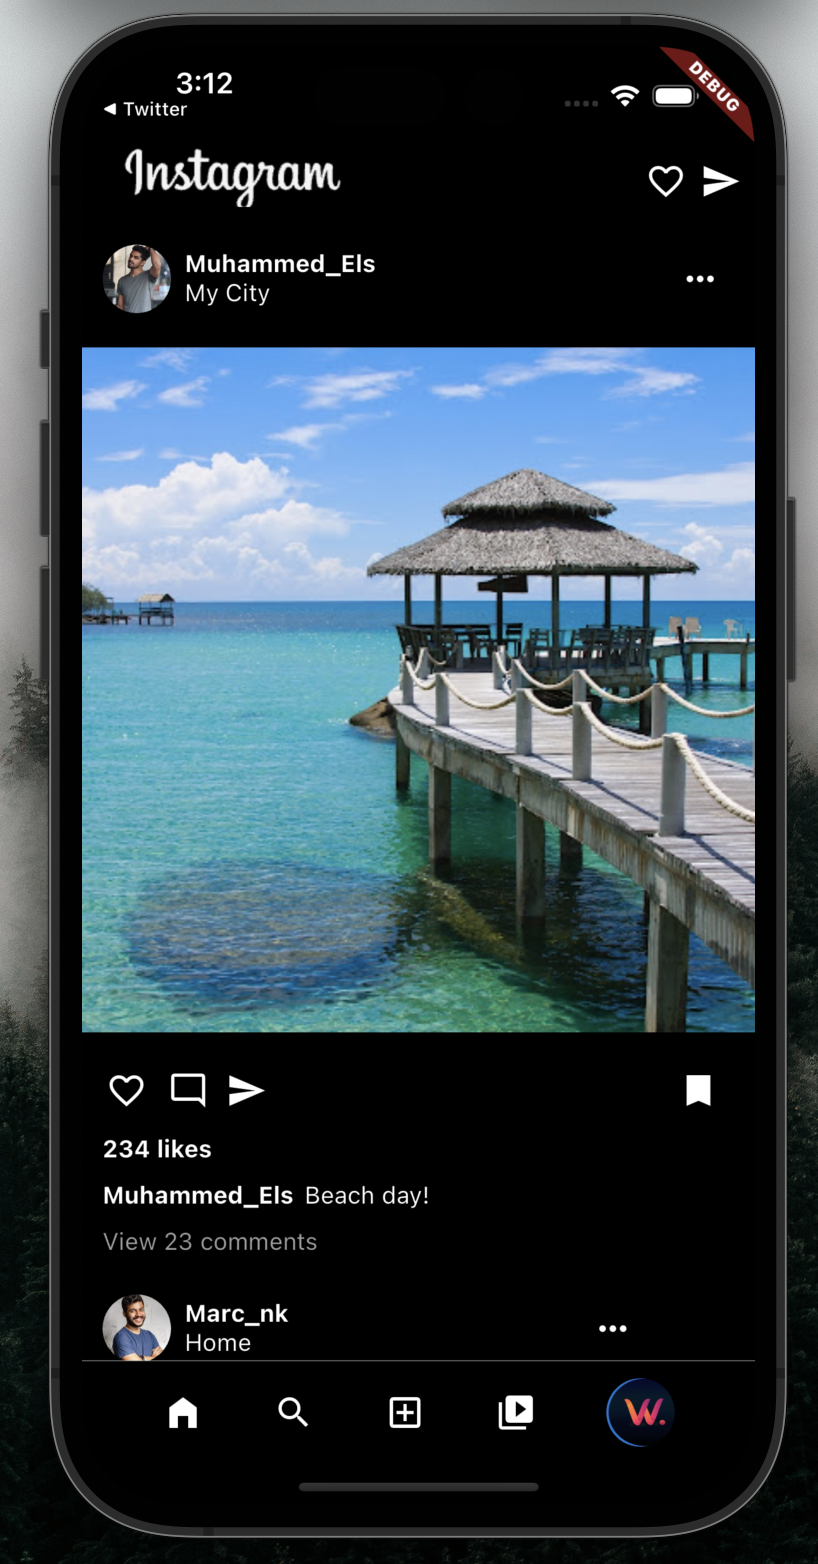 3:12
DEBUG
◀ Twitter
Instagram
Muhammed_Els
My City
234 likes
Muhammed_Els Beach day!
View 23 comments
Marc_nk
Home
W.